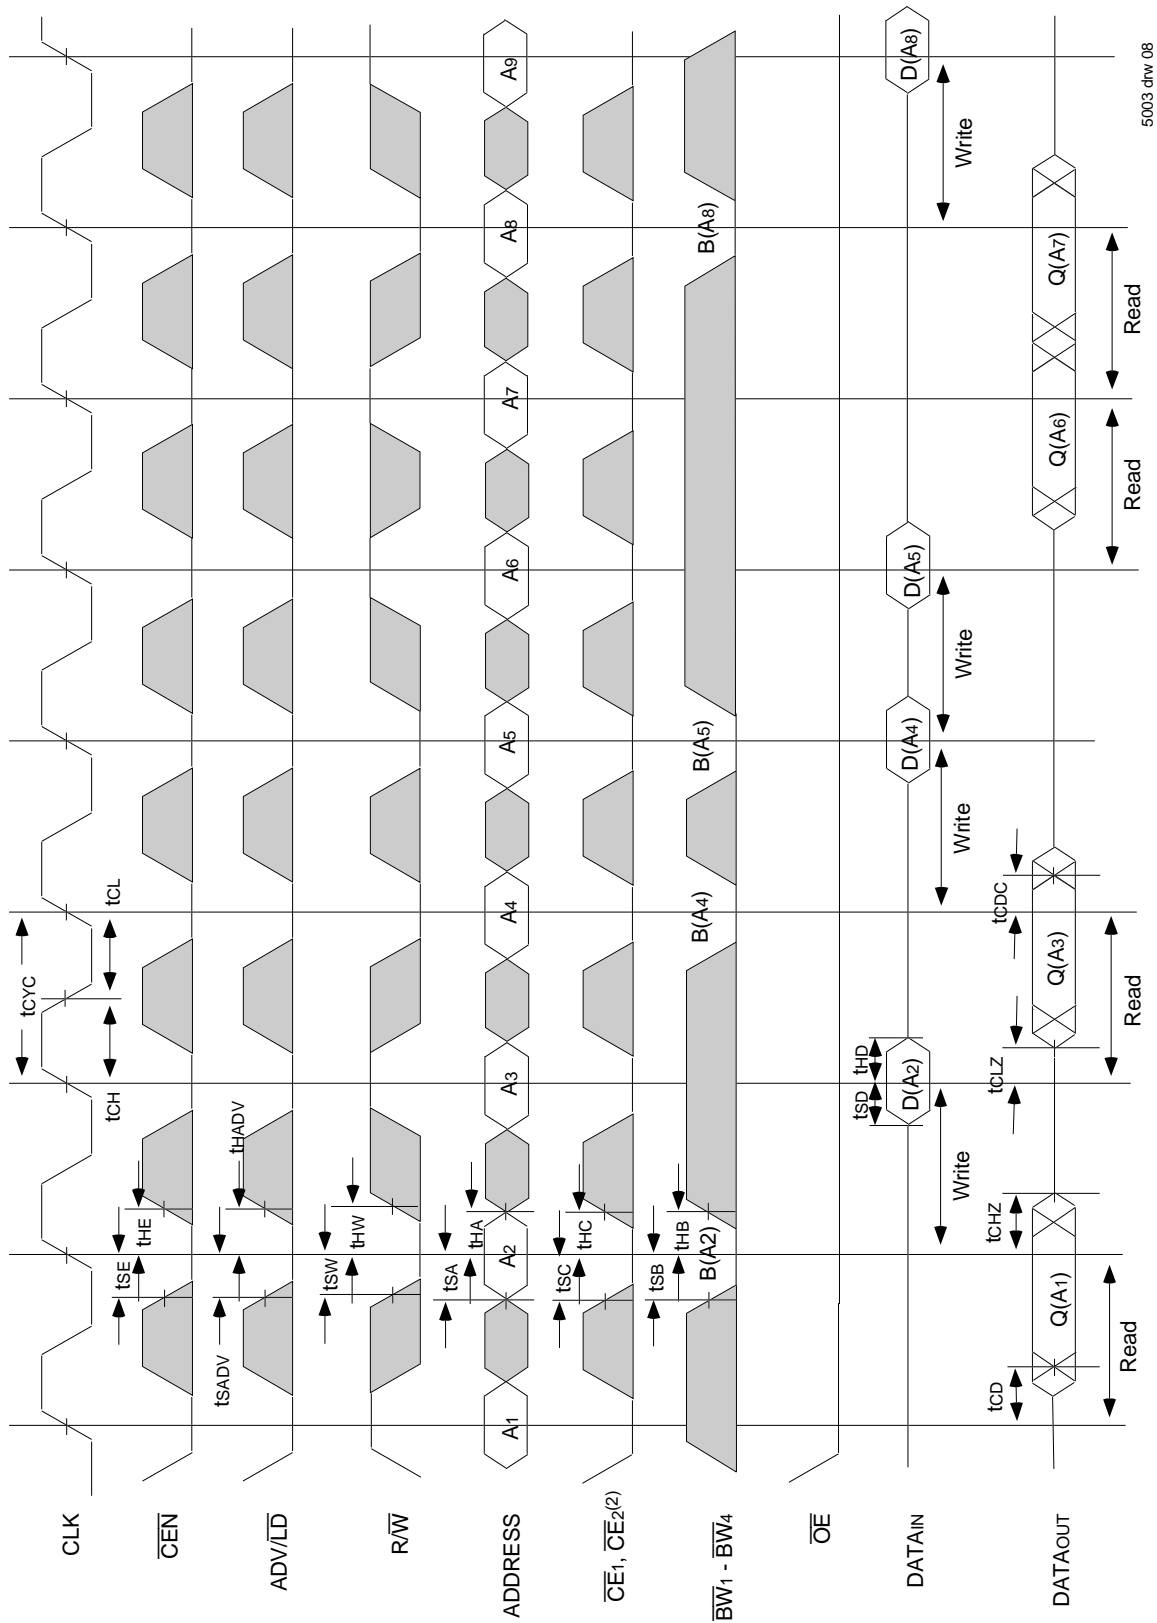 tCYC
CLK
tCH tCL
tSE tHE
CEN
tHADV
ADV/LD
tSADV
tSW tHW
R/W
tSA tHA
ADDRESS A1 A2 A3 A4 A5 A6 A7 A8 A9
tSC tHC
CE1, CE2(2)
tSB tHB
BW1 - BW4 B(A2) B(A4) B(A5) B(A8)
OE
tSD tHD
DATAIN D(A2) D(A4) D(A5) D(A8)
Write Write Write Write
tCD tCHZ tCLZ tCDC
DATAOUT Q(A1) Q(A3) Q(A6) Q(A7)
Read Read Read Read
5003 drw 08